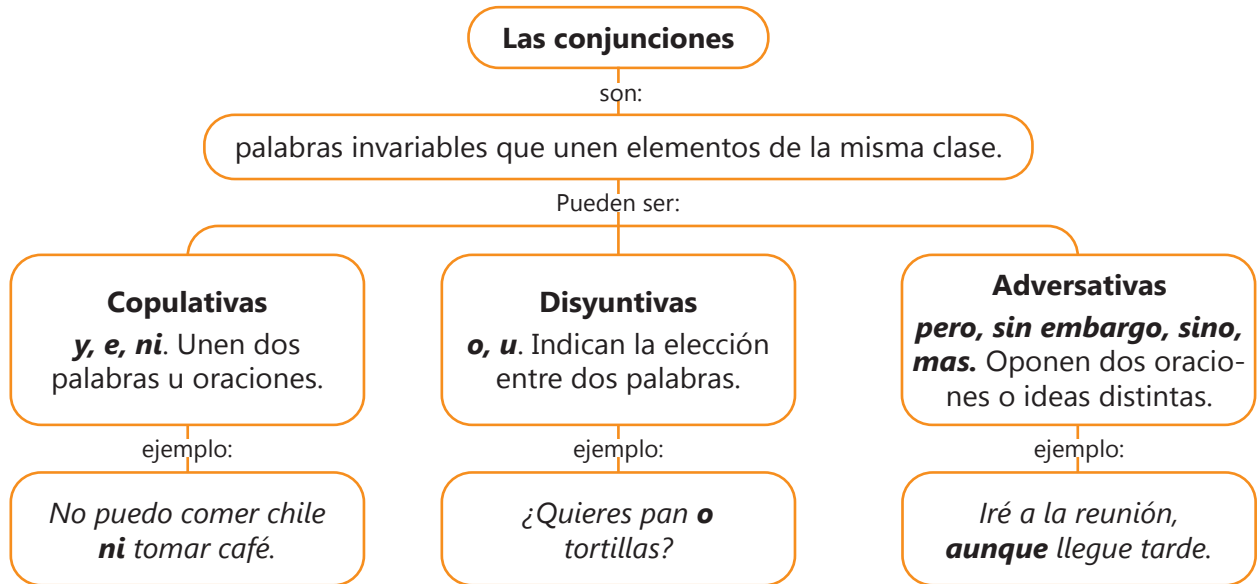 Las conjunciones
son:
palabras invariables que unen elementos de la misma clase.
Pueden ser:
Copulativas
y, e, ni. Unen dos
palabras u oraciones.
ejemplo:
No puedo comer chile
ni tomar café.
Disyuntivas
o, u. Indican la elección
entre dos palabras.
ejemplo:
¿Quieres pan o
tortillas?
Adversativas
pero, sin embargo, sino,
mas. Oponen dos oracio-
nes o ideas distintas.
ejemplo:
Iré a la reunión,
aunque llegue tarde.